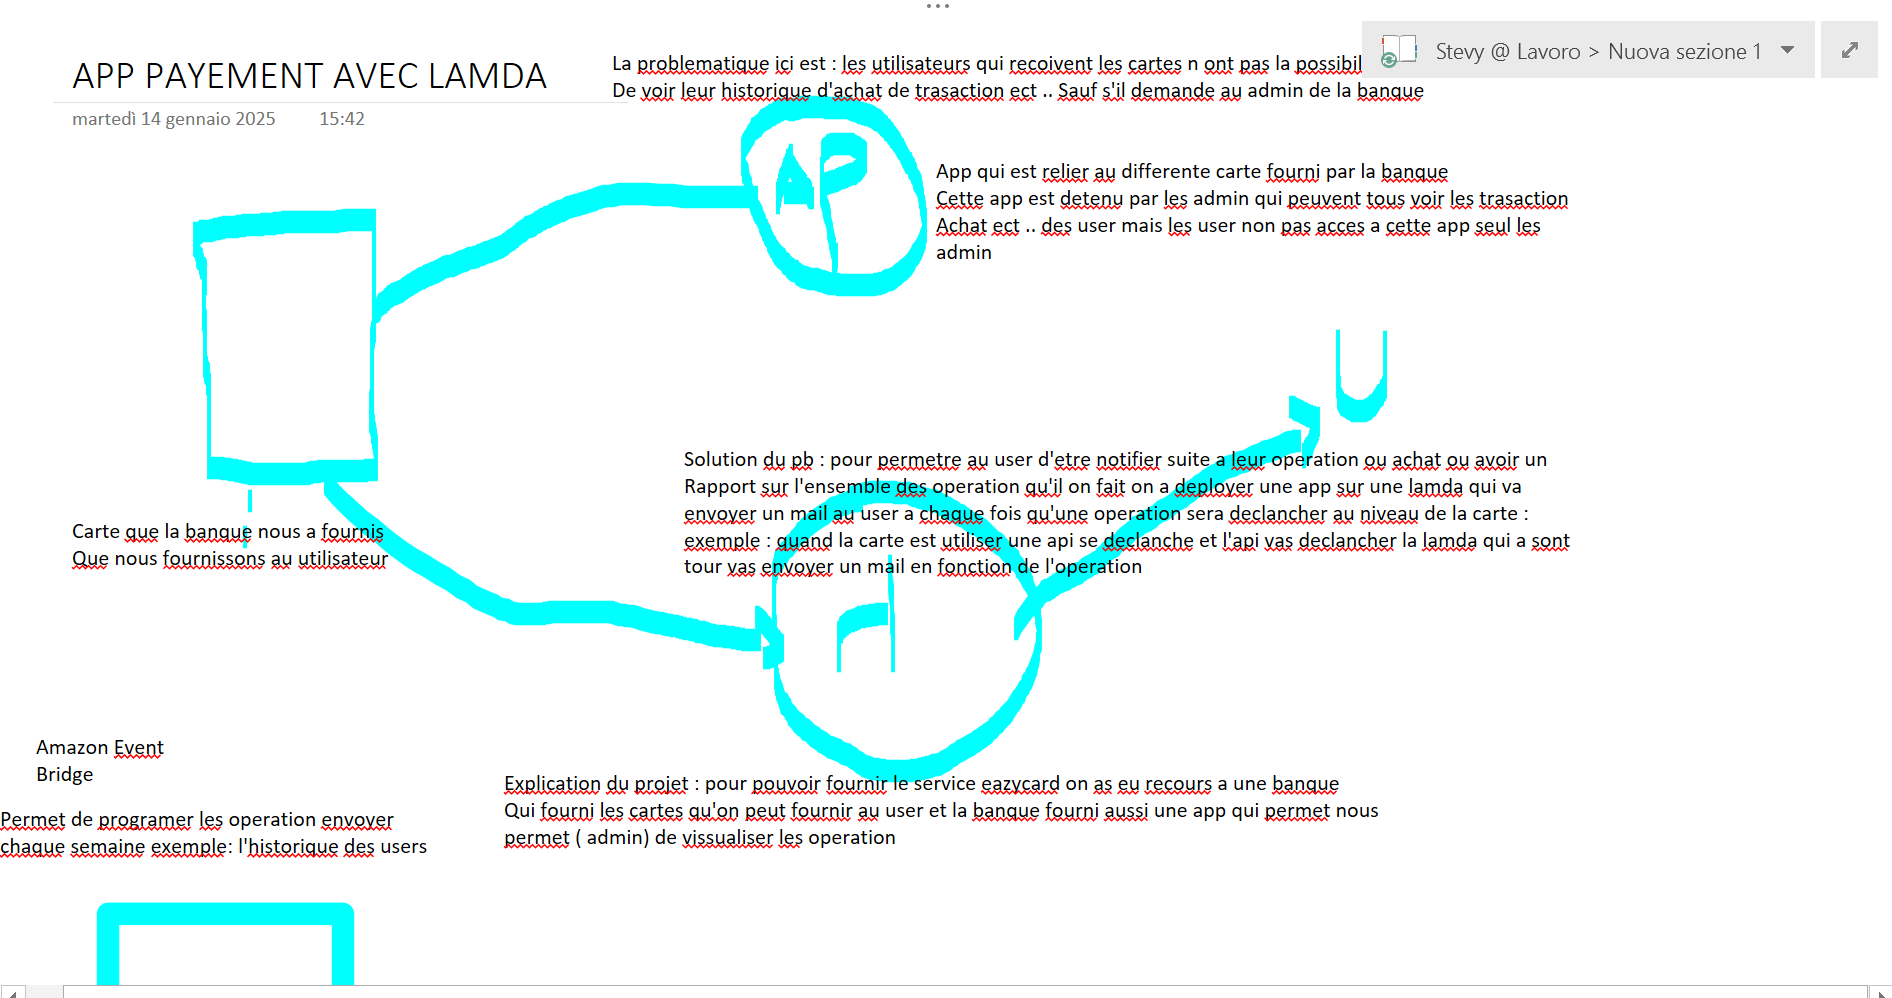 APP PAYEMENT AVEC LAMDA
martedì 14 gennaio 2025 15:42
La problematique ici est : les utilisateurs qui recoivent les cartes n ont pas la
De voir leur historique d'achat de trasaction ect .. Sauf s'il demande au admin de la banque
Stevy @ Lavoro > Nuova sezione 1
AP
App qui est relier au differente carte fourni par la banque
Cette app est detenu par les admin qui peuvent tous voir les trasaction
Achat ect .. des user mais les user non pas acces a cette app seul les
admin
U
Solution du pb : pour permetre au user d'etre notifier suite a leur operation ou achat ou avoir un
Rapport sur l'ensemble des operation qu'il on fait on a deployer une app sur une lamda qui va
envoyer un mail au user a chaque fois qu'une operation sera declancher au niveau de la carte :
exemple : quand la carte est utiliser une api se declanche et l'api vas declancher la lamda qui a sont
tour vas envoyer un mail en fonction de l'operation
Carte que la banque nous a fournis
Que nous fournissons au utilisateur
Amazon Event
Bridge
Permet de programer les operation envoyer
chaque semaine exemple: l'historique des users
Explication du projet : pour pouvoir fournir le service eazycard on as eu recours a une banque
Qui fourni les cartes qu'on peut fournir au user et la banque fourni aussi une app qui permet nous
permet ( admin) de vissualiser les operation